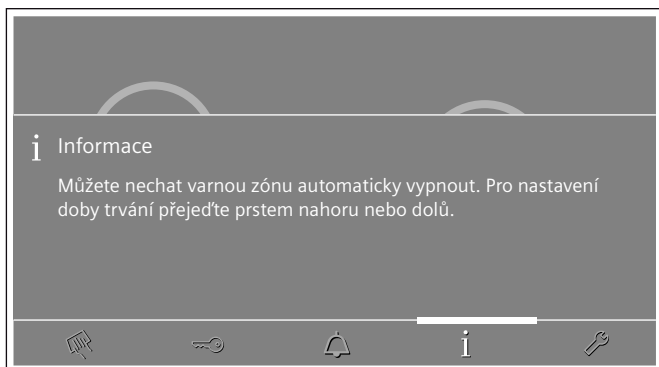 i Informace
Můžete nechat varnou zónu automaticky vypnout. Pro nastavení
doby trvání přejeďte prstem nahoru nebo dolů.
i